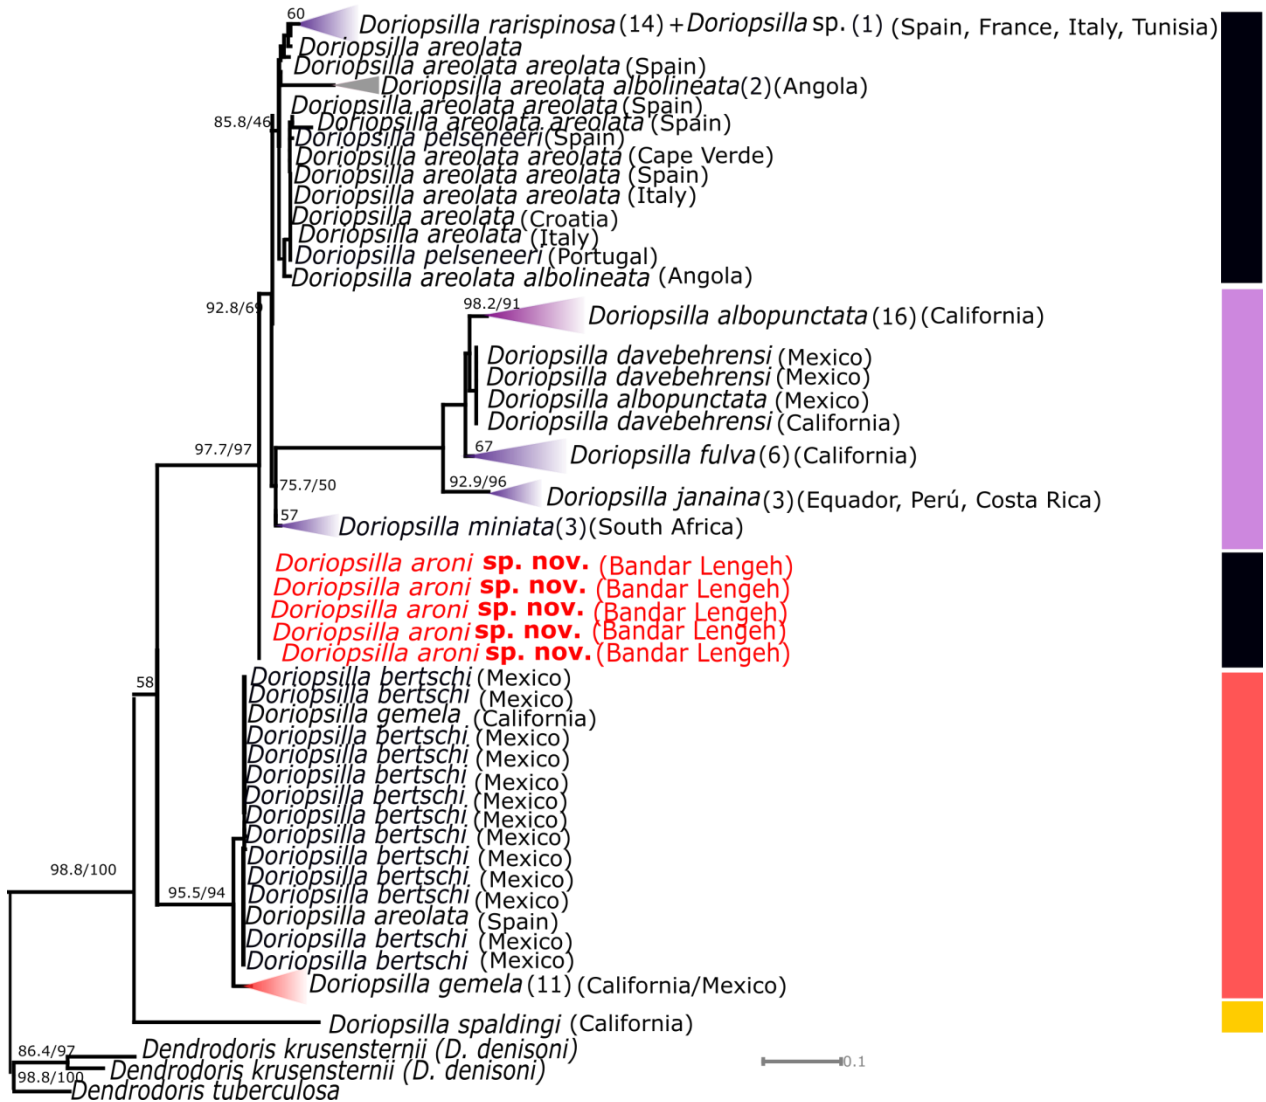 60
Doriopsilla rarispinosa (14) + Doriopsilla sp. (1) (Spain, France, Italy, Tunisia)
Doriopsilla areolata
Doriopsilla areolata areolata (Spain)
Doriopsilla areolata albolineata (2) (Angola)
Doriopsilla areolata areolata (Spain)
85.8/46
Doriopsilla areolata areolata (Spain)
Doriopsilla pelseneeri (Spain)
Doriopsilla areolata areolata (Cape Verde)
Doriopsilla areolata areolata (Spain)
Doriopsilla areolata areolata (Italy)
Doriopsilla areolata (Croatia)
Doriopsilla areolata (Italy)
Doriopsilla pelseneeri (Portugal)
Doriopsilla areolata albolineata (Angola)
92.8/69
98.2/91
Doriopsilla albopunctata (16) (California)
Doriopsilla davebehrensi (Mexico)
Doriopsilla davebehrensi (Mexico)
Doriopsilla albopunctata (Mexico)
Doriopsilla davebehrensi (California)
97.7/97
67
Doriopsilla fulva (6) (California)
75.7/50
92.9/96
Doriopsilla janaina (3) (Equador, Perú, Costa Rica)
57
Doriopsilla miniata (3) (South Africa)
Doriopsilla aroni sp. nov. (Bandar Lengeh)
Doriopsilla aroni sp. nov. (Bandar Lengeh)
Doriopsilla aroni sp. nov. (Bandar Lengeh)
Doriopsilla aroni sp. nov. (Bandar Lengeh)
Doriopsilla aroni sp. nov. (Bandar Lengeh)
58
Doriopsilla bertschi (Mexico)
Doriopsilla bertschi (Mexico)
Doriopsilla gemela (California)
Doriopsilla bertschi (Mexico)
Doriopsilla bertschi (Mexico)
Doriopsilla bertschi (Mexico)
Doriopsilla bertschi (Mexico)
Doriopsilla bertschi (Mexico)
Doriopsilla bertschi (Mexico)
Doriopsilla bertschi (Mexico)
98.8/100
Doriopsilla bertschi (Mexico)
95.5/94
Doriopsilla bertschi (Mexico)
Doriopsilla areolata (Spain)
Doriopsilla bertschi (Mexico)
Doriopsilla bertschi (Mexico)
Doriopsilla gemela (11) (California/Mexico)
Doriopsilla spaldingi (California)
86.4/97
Dendrodoris krusensternii (D. denisoni)
0.1
Dendrodoris krusensternii (D. denisoni)
98.8/100
Dendrodoris tuberculosa